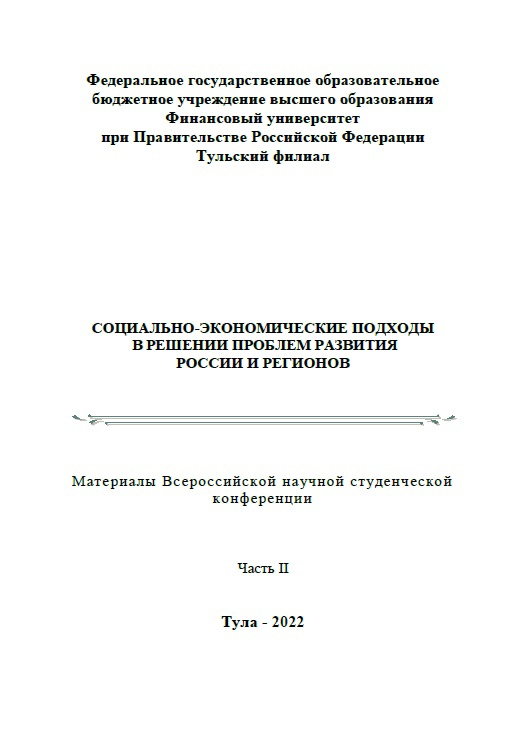 Федеральное государственное образовательное
бюджетное учреждение высшего образования
Финансовый университет
при Правительстве Российской Федерации
Тульский филиал
СОЦИАЛЬНО-ЭКОНОМИЧЕСКИЕ ПОДХОДЫ
В РЕШЕНИИ ПРОБЛЕМ РАЗВИТИЯ
РОССИИ И РЕГИОНОВ
Материалы Всероссийской научной студенческой
конференции
Часть II
Тула - 2022